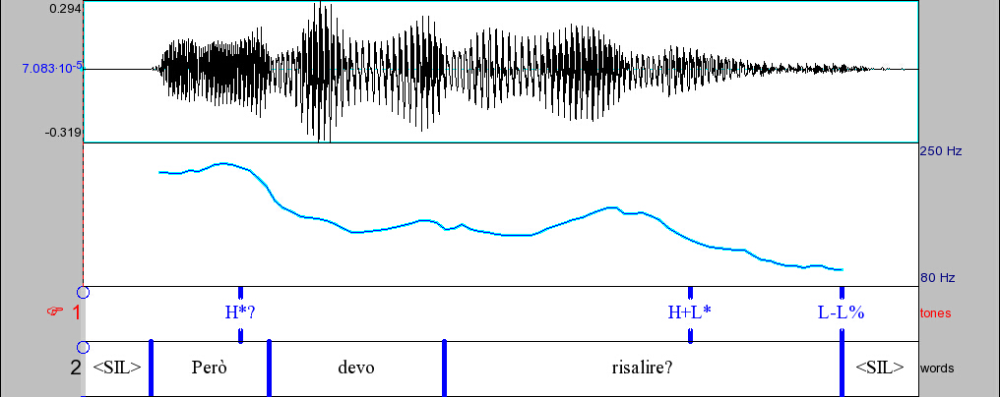 0.294
7.083·10-5
-0.319
250 Hz
80 Hz
☞ 1 H*? H+L* L-L% tones
2 <SIL> Però devo risalire? <SIL> words